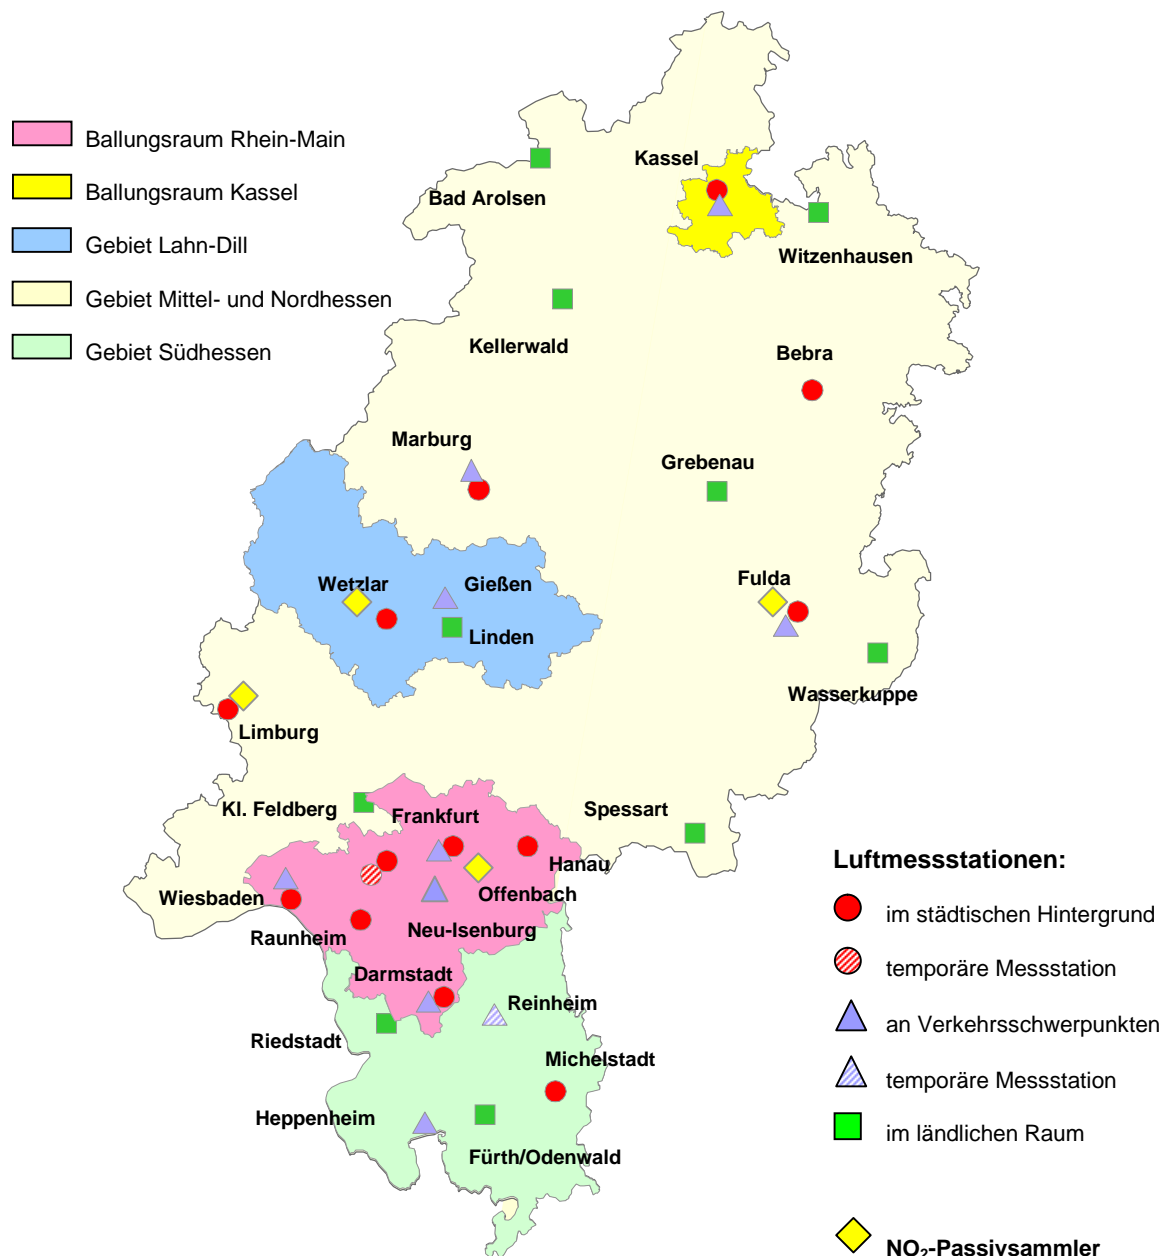 Ballungsraum Rhein-Main
Ballungsraum Kassel
Gebiet Lahn-Dill
Gebiet Mittel- und Nordhessen
Gebiet Südhessen
Kassel
Bad Arolsen
Witzenhausen
Kellerwald
Bebra
Marburg
Grebenau
Wetzlar
Gießen
Fulda
Linden
Wasserkuppe
Limburg
Kl. Feldberg
Frankfurt
Spessart
Hanau
Wiesbaden
Offenbach
Raunheim
Neu-Isenburg
Darmstadt
Reinheim
Riedstadt
Michelstadt
Heppenheim
Fürth/Odenwald
Luftmessstationen:
im städtischen Hintergrund
temporäre Messstation
an Verkehrsschwerpunkten
temporäre Messstation
im ländlichen Raum
NO₂-Passivsammler